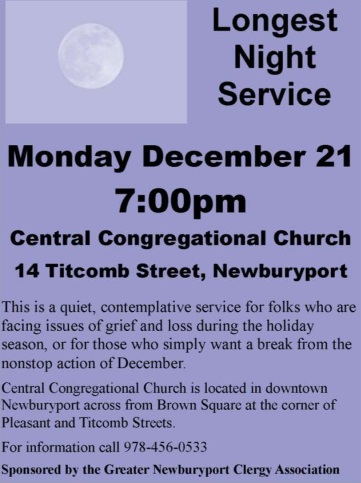 Longest
Night
Service
Monday December 21
7:00pm
Central Congregational Church
14 Titcomb Street, Newburyport
This is a quiet, contemplative service for folks who are
facing issues of grief and loss during the holiday
season, or for those who simply want a break from the
nonstop action of December.
Central Congregational Church is located in downtown
Newburyport across from Brown Square at the corner of
Pleasant and Titcomb Streets.
For information call 978-456-0533
Sponsored by the Greater Newburyport Clergy Association